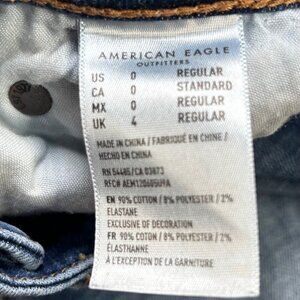 AMERICAN EAGLE
OUTFITTERS
US 0 REGULAR
CA 0 STANDARD
MX 0 REGULAR
UK 4 REGULAR
MADE IN CHINA / FABRIQUÉ EN CHINE /
HECHO EN CHINA
RN 54485/CA 03873
RFC# AEM120605U9A
EN 90% COTTON / 8% POLYESTER / 2%
ELASTANE
EXCLUSIVE OF DECORATION
FR 90% COTON / 8% POLYESTER / 2%
ÉLASTHANNE
À L'EXCEPTION DE LA GARNITURE